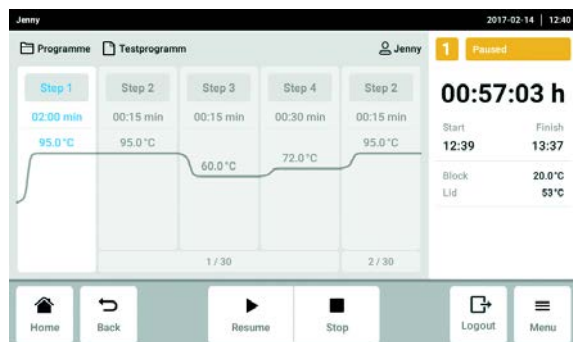 Jenny
2017-02-14 | 12:40
Programme Testprogramm Jenny
1 Paused
Step 1 Step 2 Step 3 Step 4 Step 2
02:00 min 00:15 min 00:15 min 00:30 min 00:15 min
95.0°C 95.0°C 60.0°C 72.0°C 95.0°C
1 / 30 2 / 30
00:57:03 h
Start Finish
12:39 13:37
Block 20.0°C
Lid 53°C
Home Back Resume Stop Logout Menu